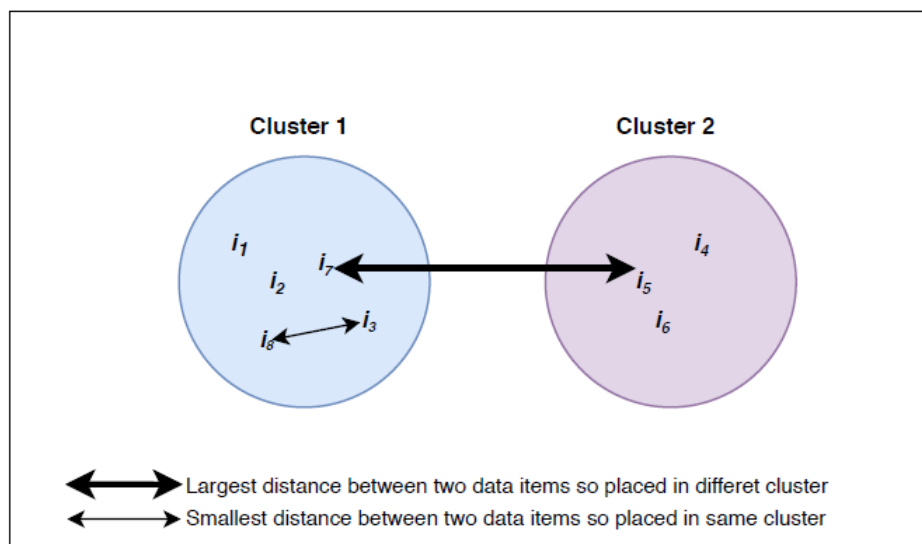 Cluster 1 Cluster 2
i1 i4
i7
i2 i5
i3 i6
i8
Largest distance between two data items so placed in differet cluster
Smallest distance between two data items so placed in same cluster